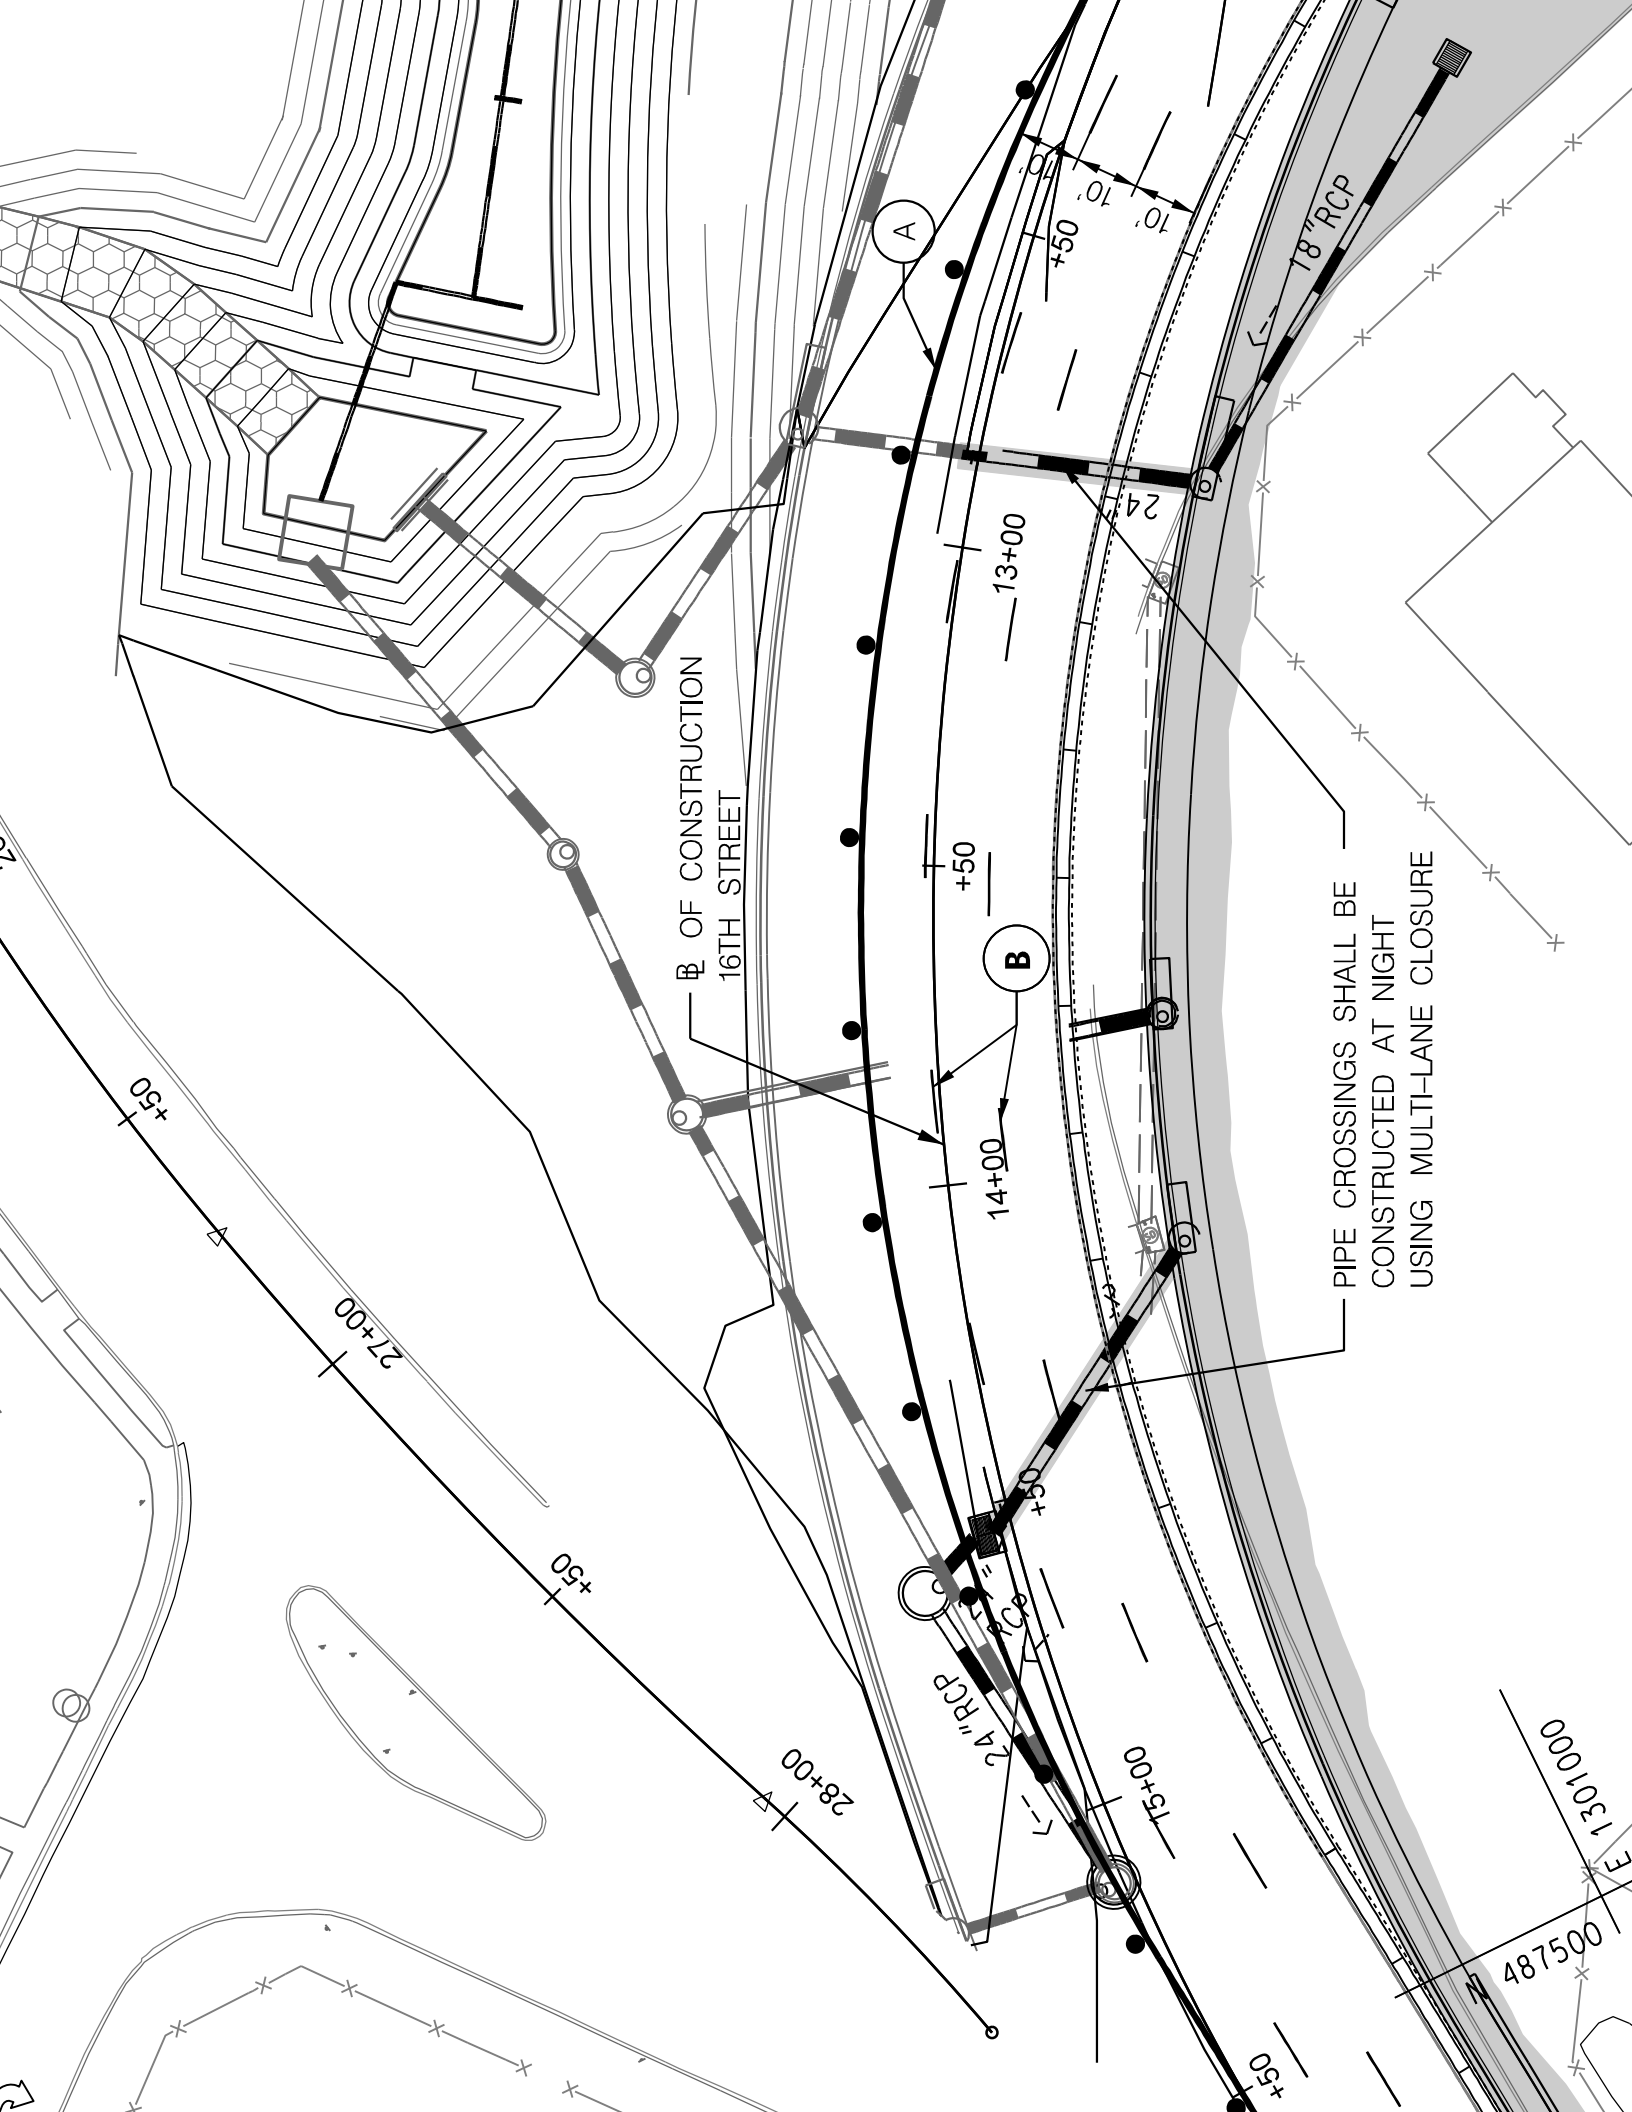 ℄ OF CONSTRUCTION
16TH STREET
PIPE CROSSINGS SHALL BE
CONSTRUCTED AT NIGHT
USING MULTI-LANE CLOSURE
A
B
10'
10'
10'
+50
13+00
+50
14+00
+50
15+00
+50
+50
27+00
+50
28+00
18"RCP
24
24"RCP
RCP
N 487500
E 1301000